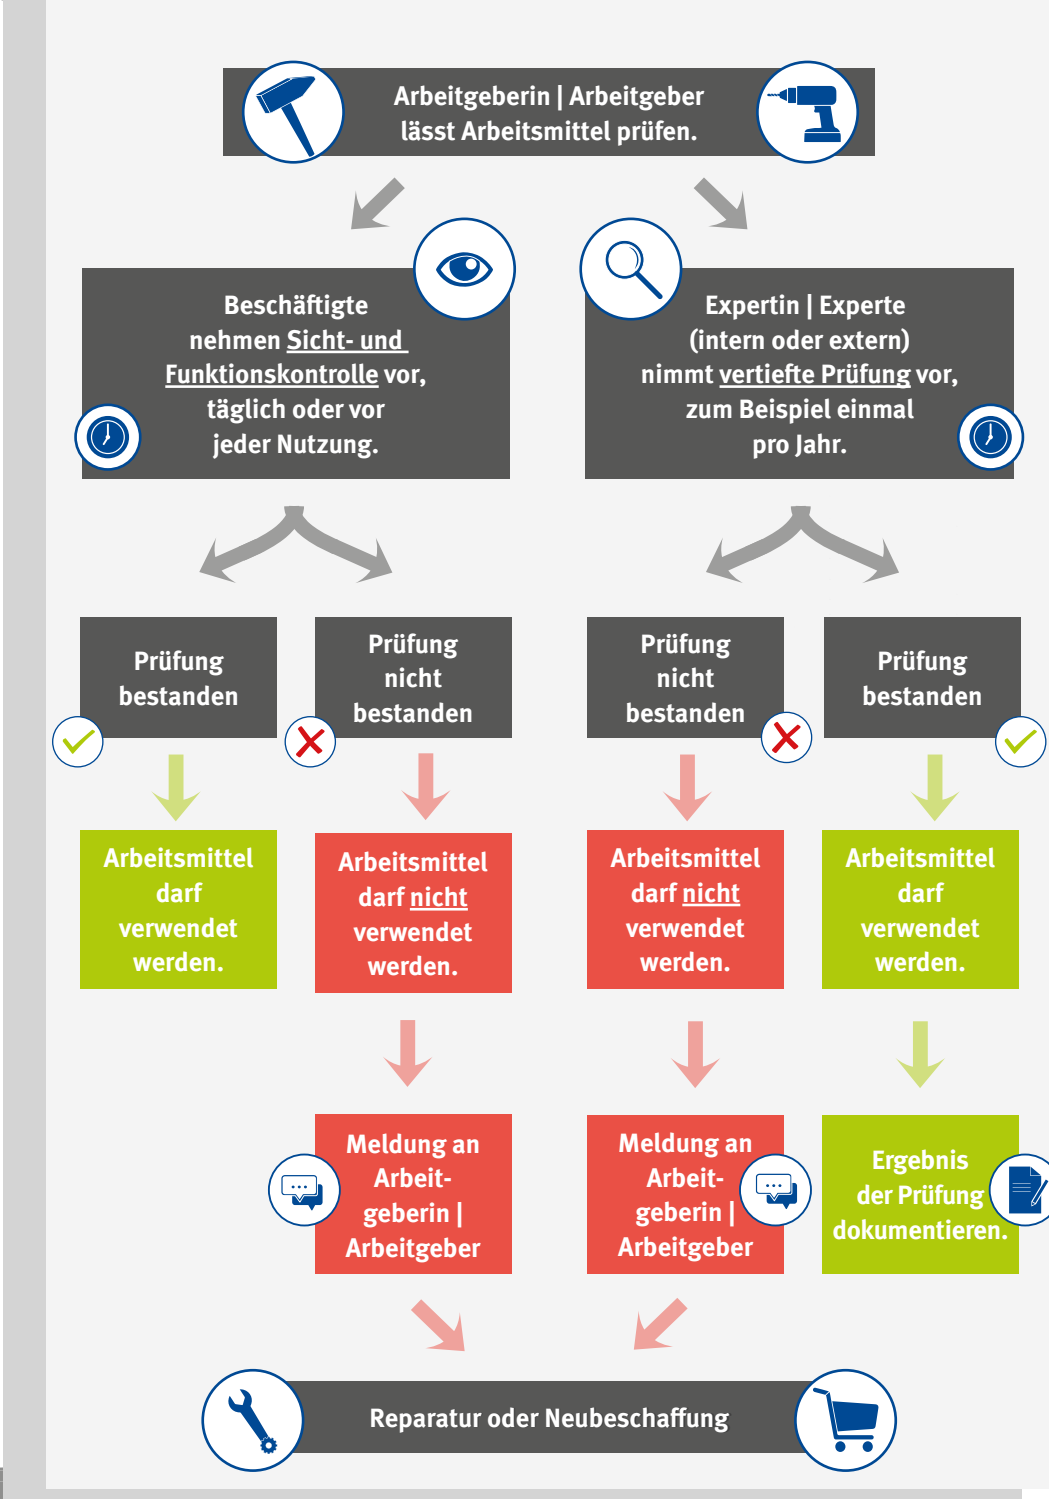 Arbeitgeberin | Arbeitgeber
lässt Arbeitsmittel prüfen.
Beschäftigte
nehmen Sicht- und
Funktionskontrolle vor,
täglich oder vor
jeder Nutzung.
Expertin | Experte
(intern oder extern)
nimmt vertiefte Prüfung vor,
zum Beispiel einmal
pro Jahr.
Prüfung
bestanden
Prüfung
nicht
bestanden
Prüfung
nicht
bestanden
Prüfung
bestanden
Arbeitsmittel
darf
verwendet
werden.
Arbeitsmittel
darf nicht
verwendet
werden.
Arbeitsmittel
darf nicht
verwendet
werden.
Arbeitsmittel
darf
verwendet
werden.
Meldung an
Arbeit-
geberin |
Arbeitgeber
Meldung an
Arbeit-
geberin |
Arbeitgeber
Ergebnis
der Prüfung
dokumentieren.
Reparatur oder Neubeschaffung